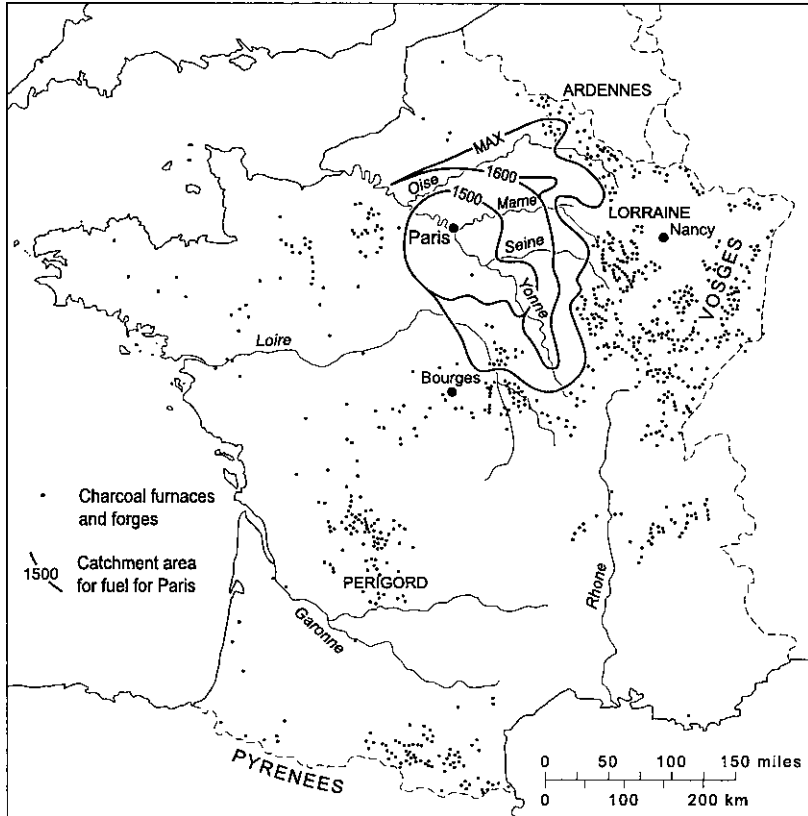 ARDENNES
MAX
Oise
1600
1500
Marne
LORRAINE
Paris
Nancy
Seine
VOSGES
Yonne
Loire
Bourges
Charcoal furnaces
and forges
1500
Catchment area
for fuel for Paris
PERIGORD
Rhone
Garonne
PYRENEES
0 50 100 150 miles
0 100 200 km